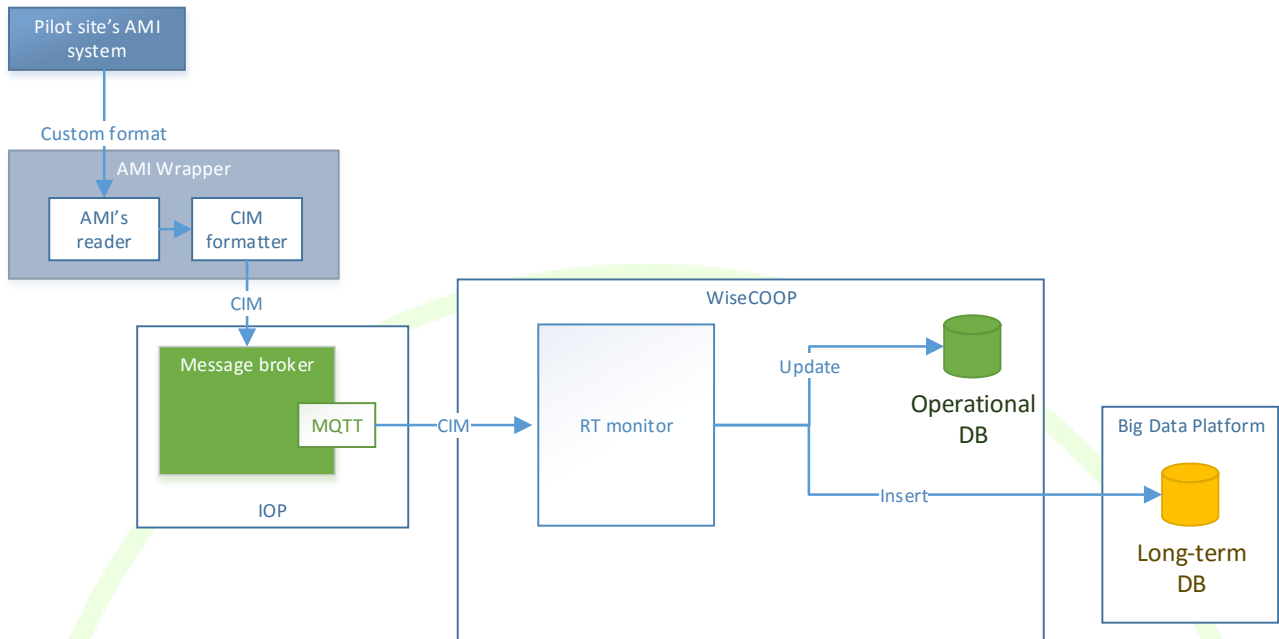 Pilot site's AMI
system
Custom format
AMI Wrapper
AMI's
reader
CIM
formatter
CIM
WiseCOOP
Message broker
MQTT
IOP
CIM
RT monitor
Update
Operational
DB
Insert
Big Data Platform
Long-term
DB